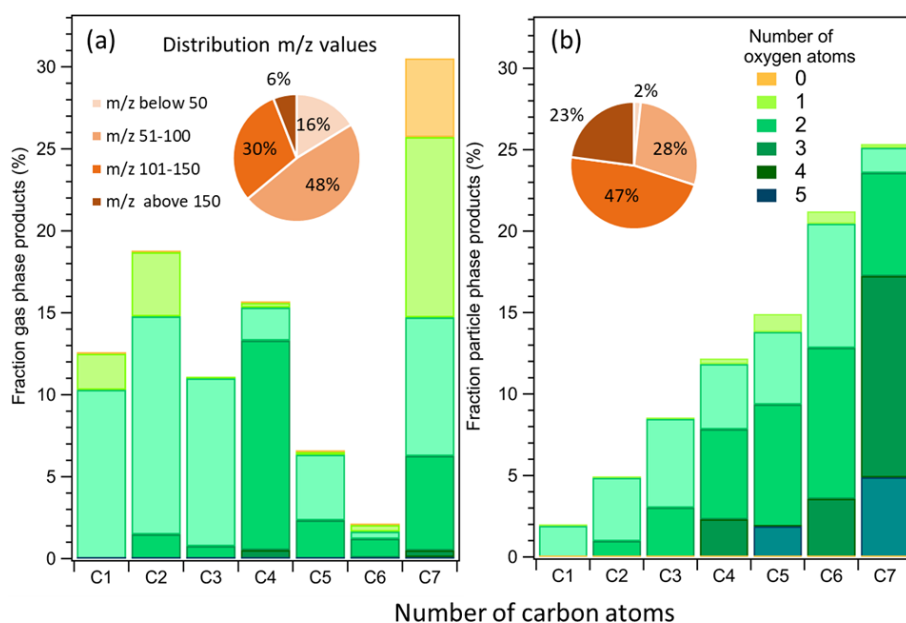 (a) Distribution m/z values
m/z below 50
m/z 51-100
m/z 101-150
m/z above 150
6%
16%
30%
48%
Fraction gas phase products (%)
30
25
20
15
10
5
0
C1 C2 C3 C4 C5 C6 C7
(b)
Number of
oxygen atoms
0
1
2
3
4
5
2%
23%
28%
47%
Fraction particle phase products (%)
30
25
20
15
10
5
0
C1 C2 C3 C4 C5 C6 C7
Number of carbon atoms